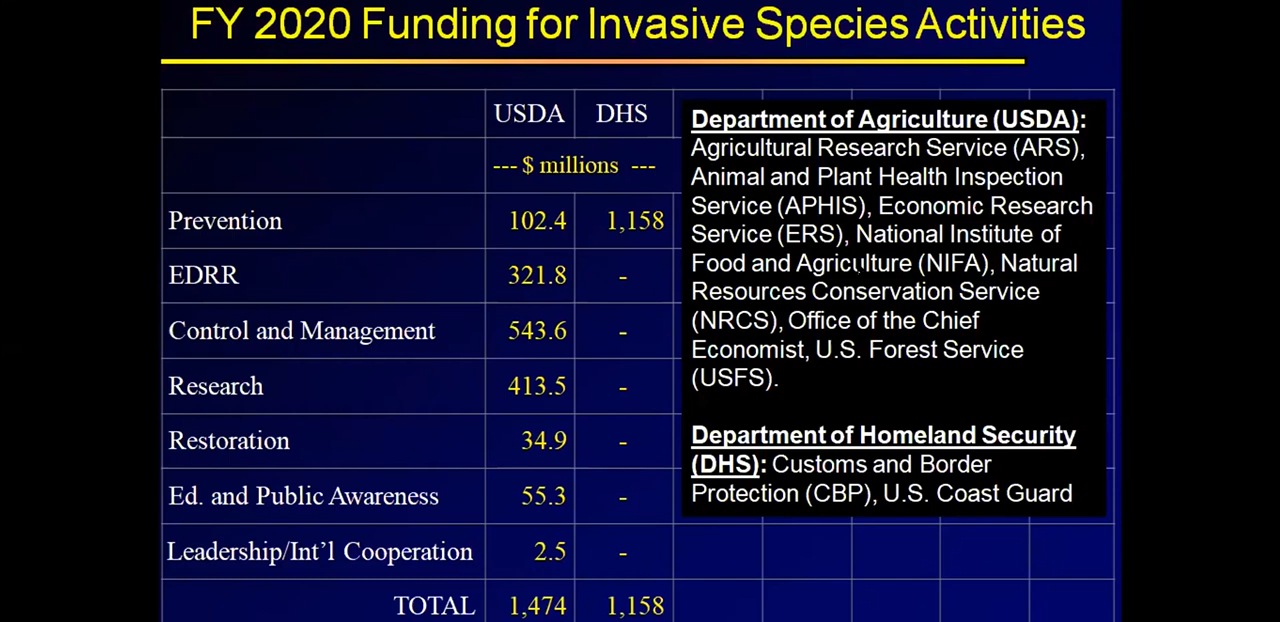 FY 2020 Funding for Invasive Species Activities
USDA DHS
--- $ millions ---
Prevention 102.4 1,158
EDRR 321.8 -
Control and Management 543.6 -
Research 413.5 -
Restoration 34.9 -
Ed. and Public Awareness 55.3 -
Leadership/Int'l Cooperation 2.5 -
TOTAL 1,474 1,158
Department of Agriculture (USDA):
Agricultural Research Service (ARS),
Animal and Plant Health Inspection
Service (APHIS), Economic Research
Service (ERS), National Institute of
Food and Agriculture (NIFA), Natural
Resources Conservation Service
(NRCS), Office of the Chief
Economist, U.S. Forest Service
(USFS).
Department of Homeland Security
(DHS): Customs and Border
Protection (CBP), U.S. Coast Guard